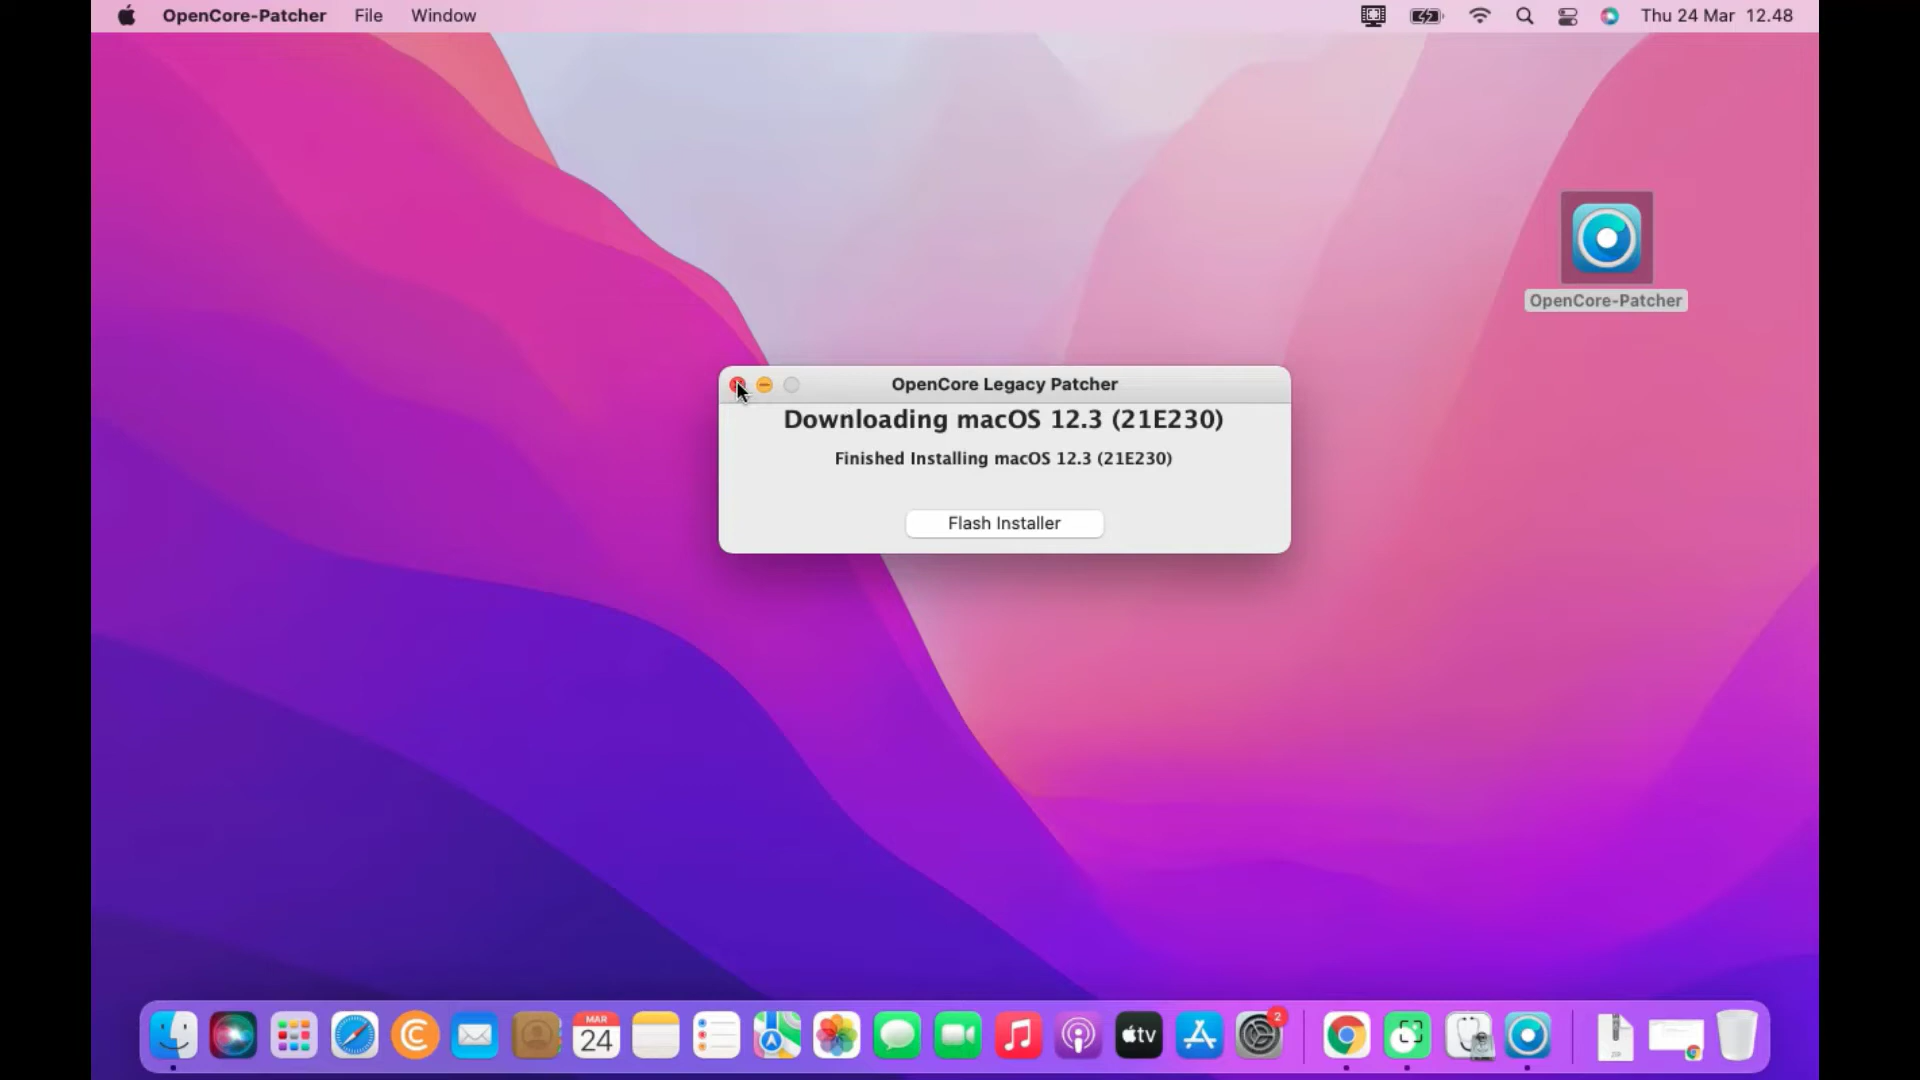 OpenCore-Patcher File Window Thu 24 Mar 12.48
OpenCore-Patcher
OpenCore Legacy Patcher
Downloading macOS 12.3 (21E230)
Finished Installing macOS 12.3 (21E230)
Flash Installer
MAR
24
tv
2
ZIP